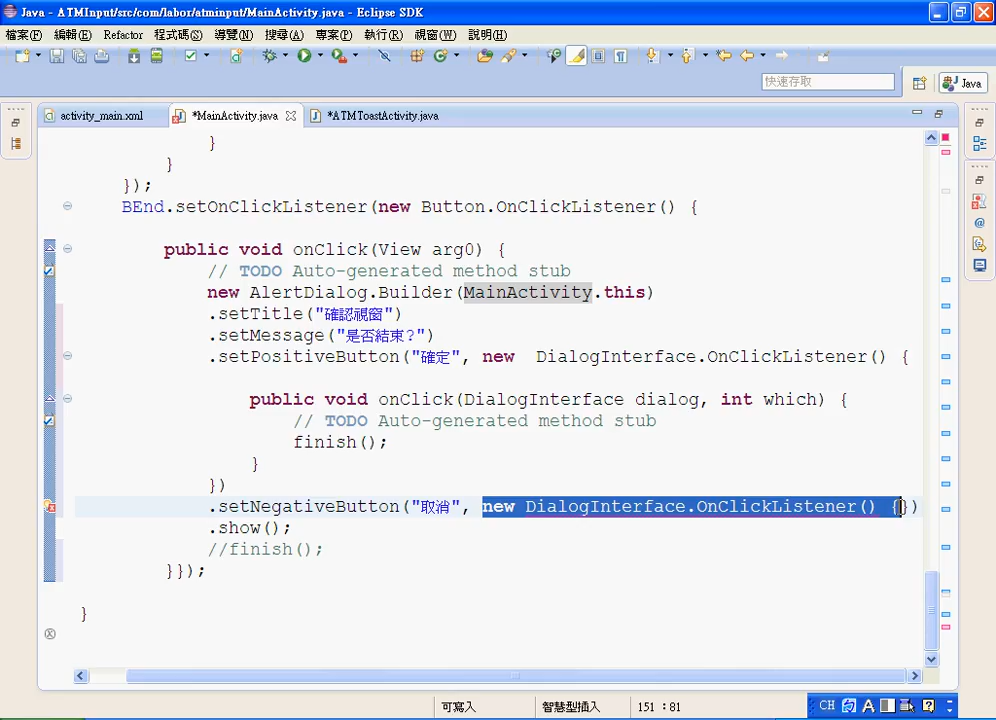 Java - ATMInput/src/com/labor/atminput/MainActivity.java - Eclipse SDK
檔案(F) 編輯(E) Refactor 程式碼(S) 導覽(N) 搜尋(A) 專案(P) 執行(R) 視窗(W) 說明(H)
快速存取
Java
activity_main.xml *MainActivity.java *ATMToastActivity.java
}
}
});
BEnd.setOnClickListener(new Button.OnClickListener() {
public void onClick(View arg0) {
// TODO Auto-generated method stub
new AlertDialog.Builder(MainActivity.this)
.setTitle("確認視窗")
.setMessage("是否結束？")
.setPositiveButton("確定", new  DialogInterface.OnClickListener() {
public void onClick(DialogInterface dialog, int which) {
// TODO Auto-generated method stub
finish();
}
})
.setNegativeButton("取消", new DialogInterface.OnClickListener() {})
.show();
//finish();
}});
}
可寫入 智慧型插入 151 : 81
CH A